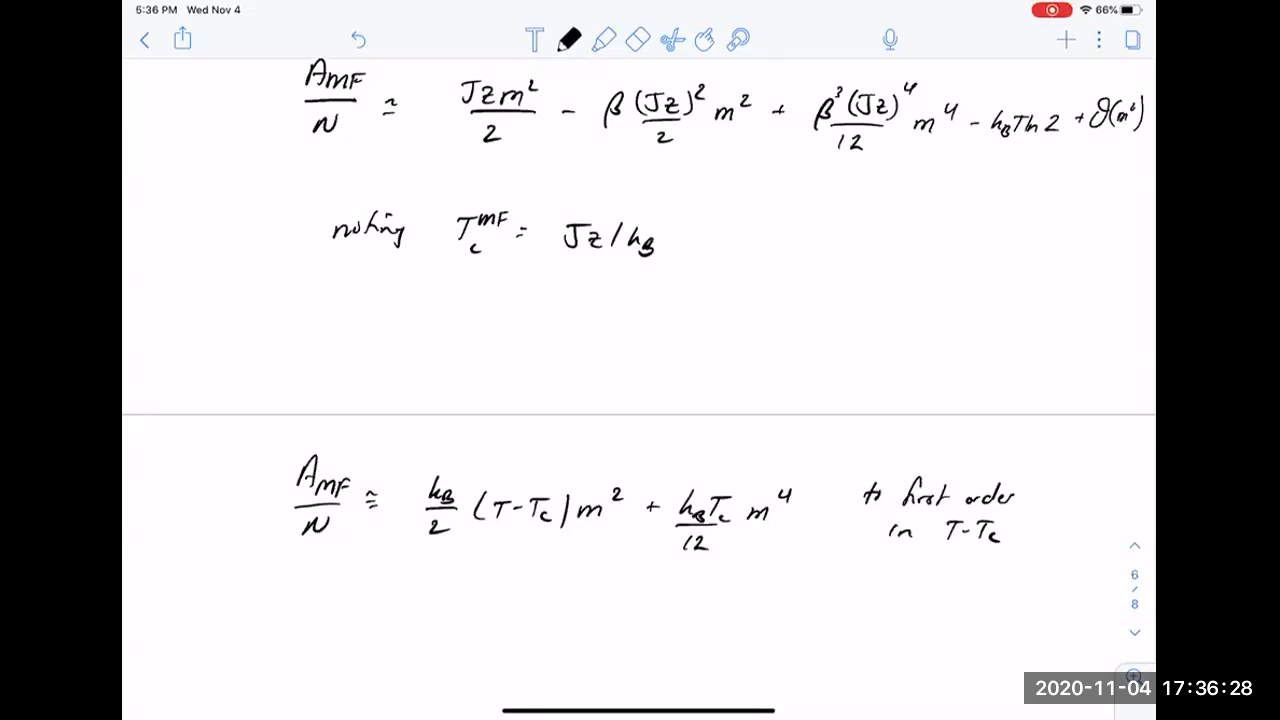 5:36 PM Wed Nov 4
66%
T
A_MF/N ≈ Jzm²/2 - β(Jz)²/2 m² + β³(Jz)⁴/12 m⁴ - k_B T ln 2 + O(m⁶)
noting T_c^MF = Jz/k_B
A_MF/N ≅ k_B/2 (T-T_c) m² + k_B T_c/12 m⁴ to first order
in T-T_c
6
/
8
2020-11-04 17:36:28